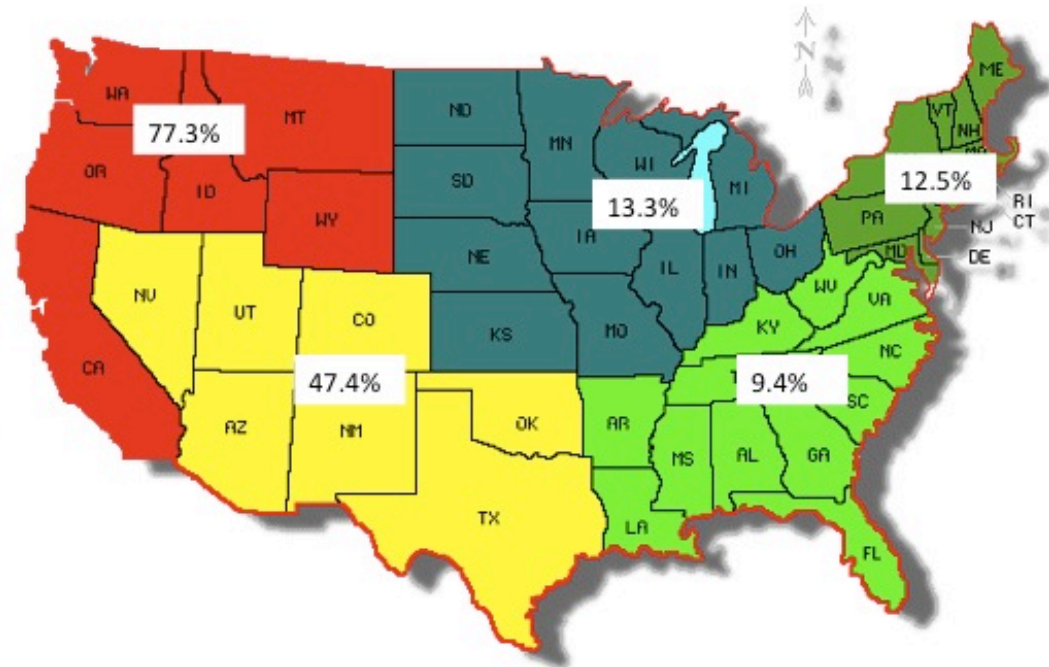 N
WA
MT
ME
VT
NH
ND
MN
77.3%
OR
ID
SD
WI
MI
12.5%
WY
13.3%
RI
CT
PA
NJ
IA
NE
OH
MD
DE
IL
IN
NV
UT
CO
WV
VA
KS
MO
KY
NC
CA
47.4%
9.4%
SC
AZ
NM
OK
AR
MS
AL
GA
TX
LA
FL